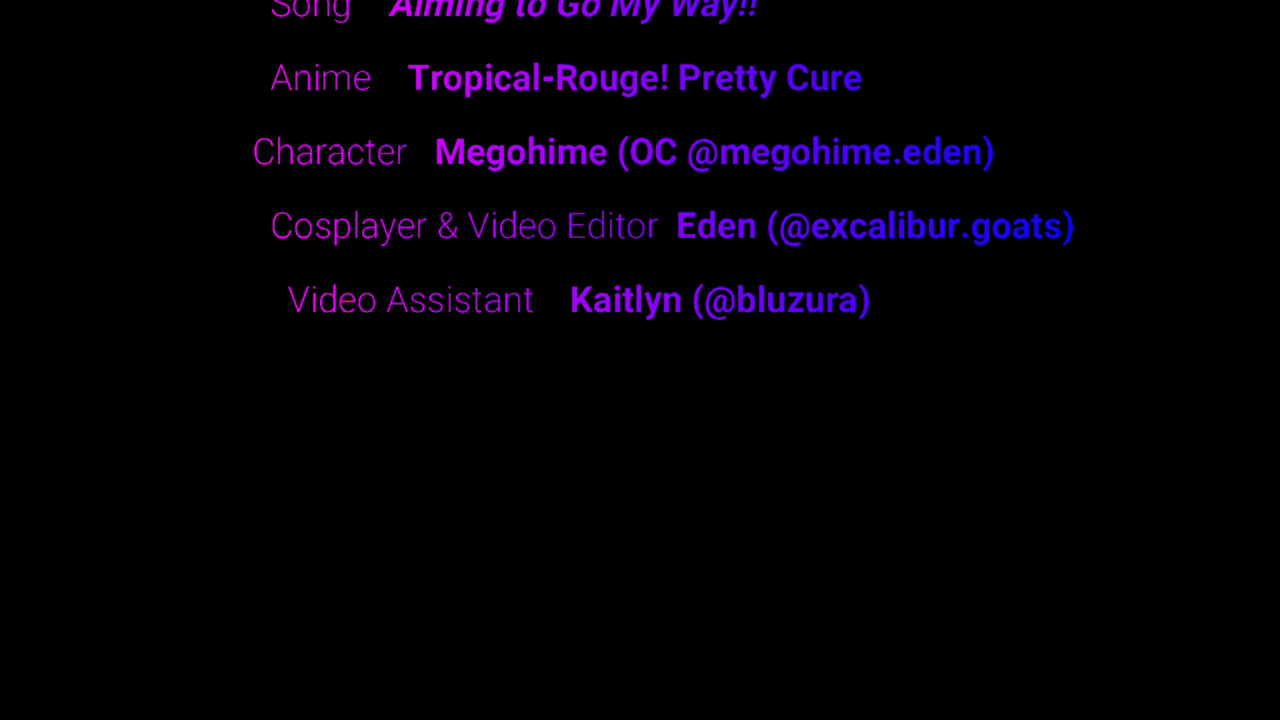 Song Aiming to Go My Way!!
Anime Tropical-Rouge! Pretty Cure
Character Megohime (OC @megohime.eden)
Cosplayer & Video Editor Eden (@excalibur.goats)
Video Assistant Kaitlyn (@bluzura)